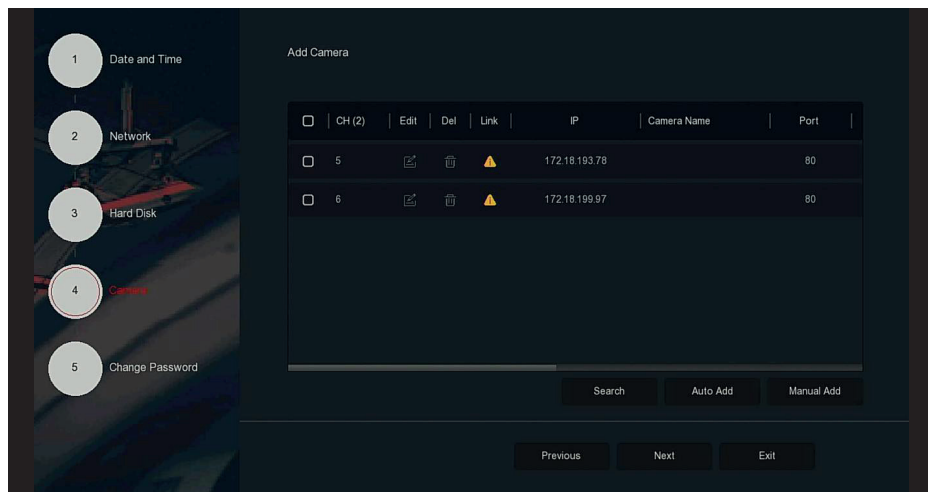 1 Date and Time
2 Network
3 Hard Disk
4 Camera
5 Change Password
Add Camera
CH (2) Edit Del Link IP Camera Name Port
5 172.18.193.78 80
6 172.18.199.97 80
Search Auto Add Manual Add
Previous Next Exit